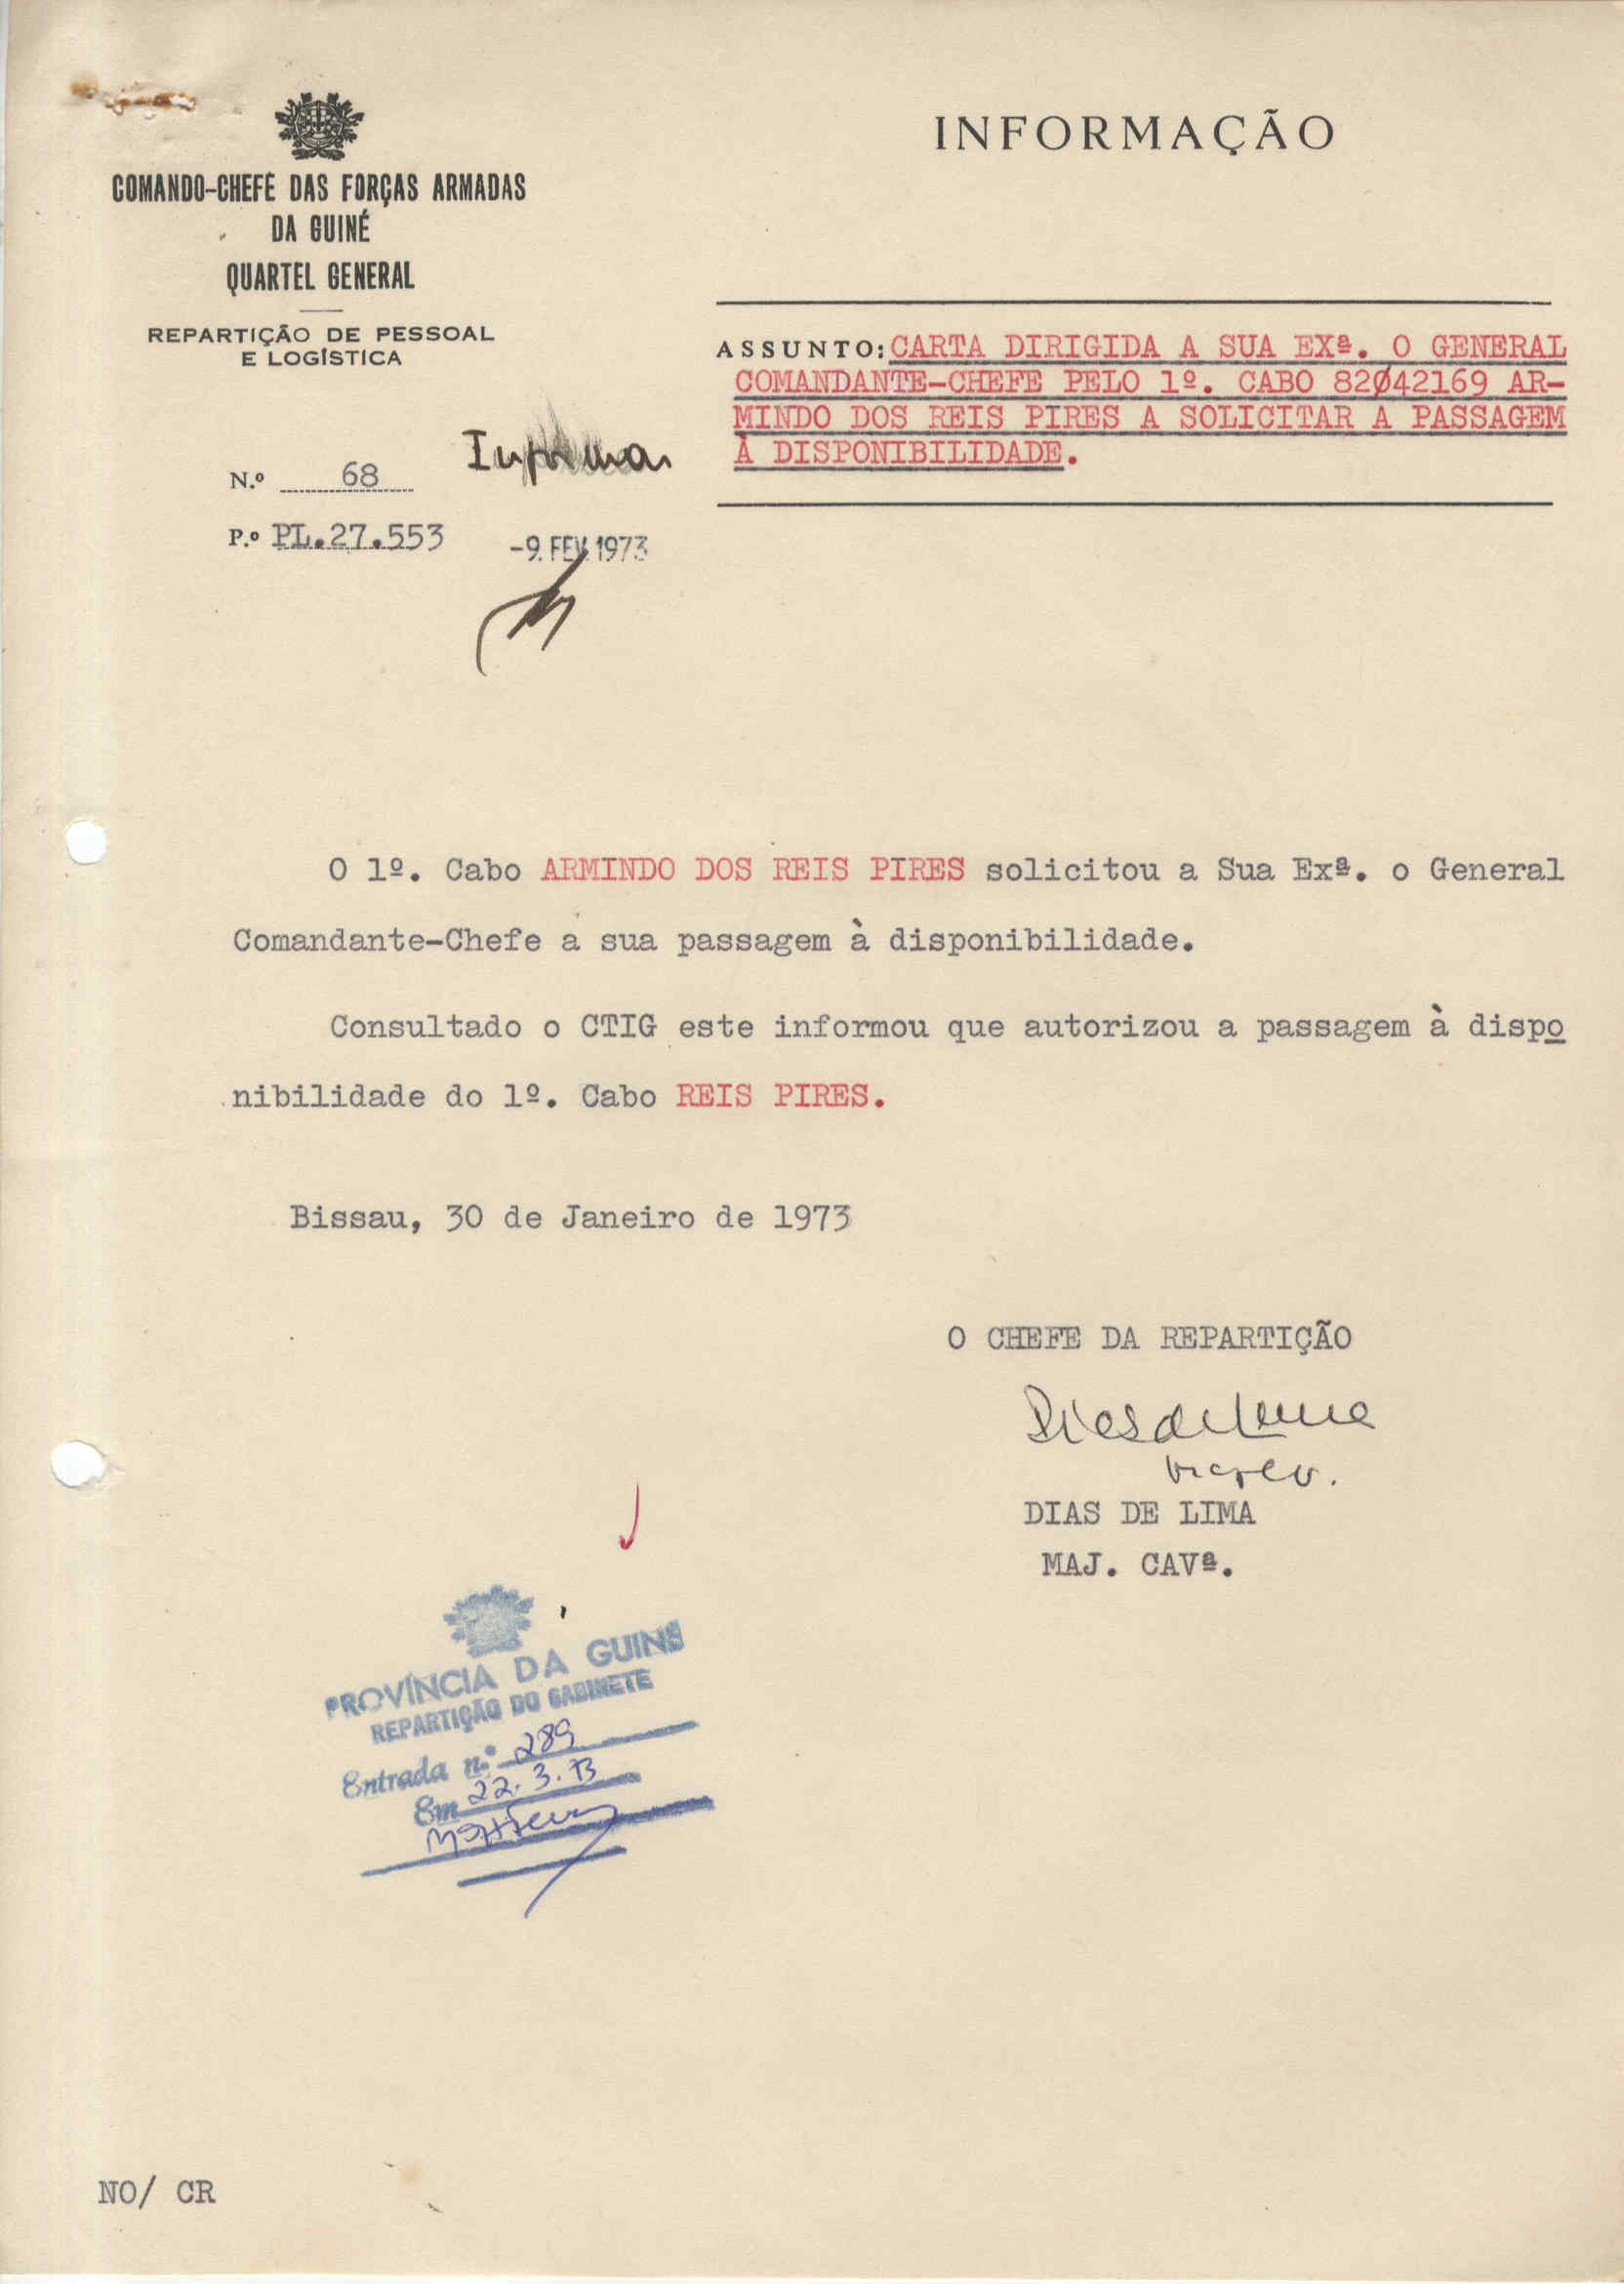 INFORMAÇÃO
COMANDO-CHEFE DAS FORÇAS ARMADAS
DA GUINÉ
QUARTEL GENERAL
REPARTIÇÃO DE PESSOAL
E LOGÍSTICA
ASSUNTO: CARTA DIRIGIDA A SUA EXª. O GENERAL
COMANDANTE-CHEFE PELO 1º. CABO 82042169 AR-
MINDO DOS REIS PIRES A SOLICITAR A PASSAGEM
À DISPONIBILIDADE.
Informar
N.º 68
P.º PL.27.553
-9. FEV. 1973
O 1º. Cabo ARMINDO DOS REIS PIRES solicitou a Sua Exª. o General
Comandante-Chefe a sua passagem à disponibilidade.
Consultado o CTIG este informou que autorizou a passagem à dispo
nibilidade do 1º. Cabo REIS PIRES.
Bissau, 30 de Janeiro de 1973
O CHEFE DA REPARTIÇÃO
Dias de Lima
DIAS DE LIMA
MAJ. CAVª.
PROVÍNCIA DA GUINÉ
REPARTIÇÃO DO GABINETE
Entrada n.º 289
Em 22.3.73
NO/ CR